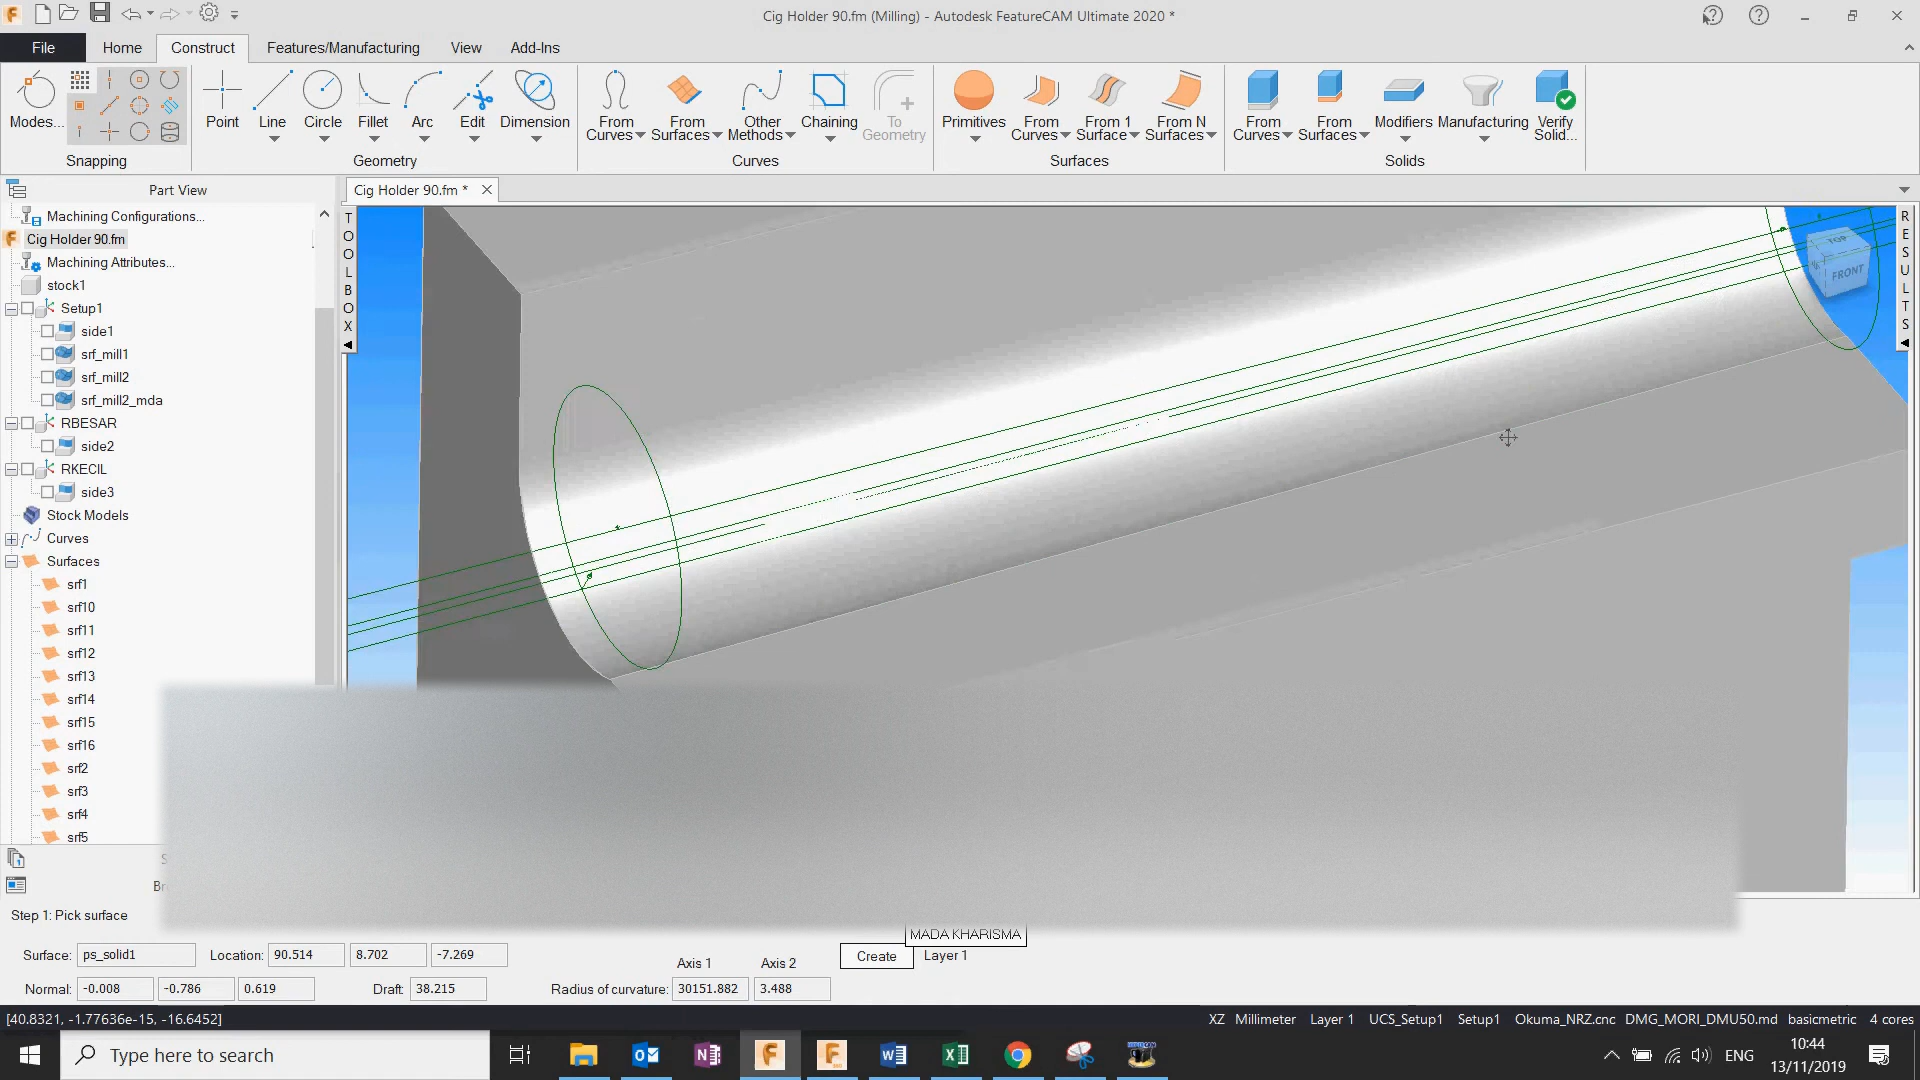 Cig Holder 90.fm (Milling) - Autodesk FeatureCAM Ultimate 2020 *
File Home Construct Features/Manufacturing View Add-Ins
Modes...
Snapping
Point Line Circle Fillet Arc Edit Dimension
Geometry
From Curves From Surfaces Other Methods Chaining To Geometry
Curves
Primitives From Curves From 1 Surface From N Surfaces
Surfaces
From Curves From Surfaces Modifiers Manufacturing Verify Solid...
Solids
Part View
Cig Holder 90.fm *
Machining Configurations...
Cig Holder 90.fm
Machining Attributes...
stock1
Setup1
side1
srf_mill1
srf_mill2
srf_mill2_mda
RBESAR
side2
RKECIL
side3
Stock Models
Curves
Surfaces
srf1
srf10
srf11
srf12
srf13
srf14
srf15
srf16
srf2
srf3
srf4
srf5
TOOLBOX
TOP
FRONT
RESULTS
Step 1: Pick surface
MADA KHARISMA
Surface: ps_solid1 Location: 90.514 8.702 -7.269
Axis 1 Axis 2
Create Layer 1
Normal: -0.008 -0.786 0.619 Draft: 38.215 Radius of curvature: 30151.882 3.488
[40.8321, -1.77636e-15, -16.6452]
XZ Millimeter Layer 1 UCS_Setup1 Setup1 Okuma_NRZ.cnc DMG_MORI_DMU50.md basicmetric 4 cores
Type here to search
ENG
10:44
13/11/2019